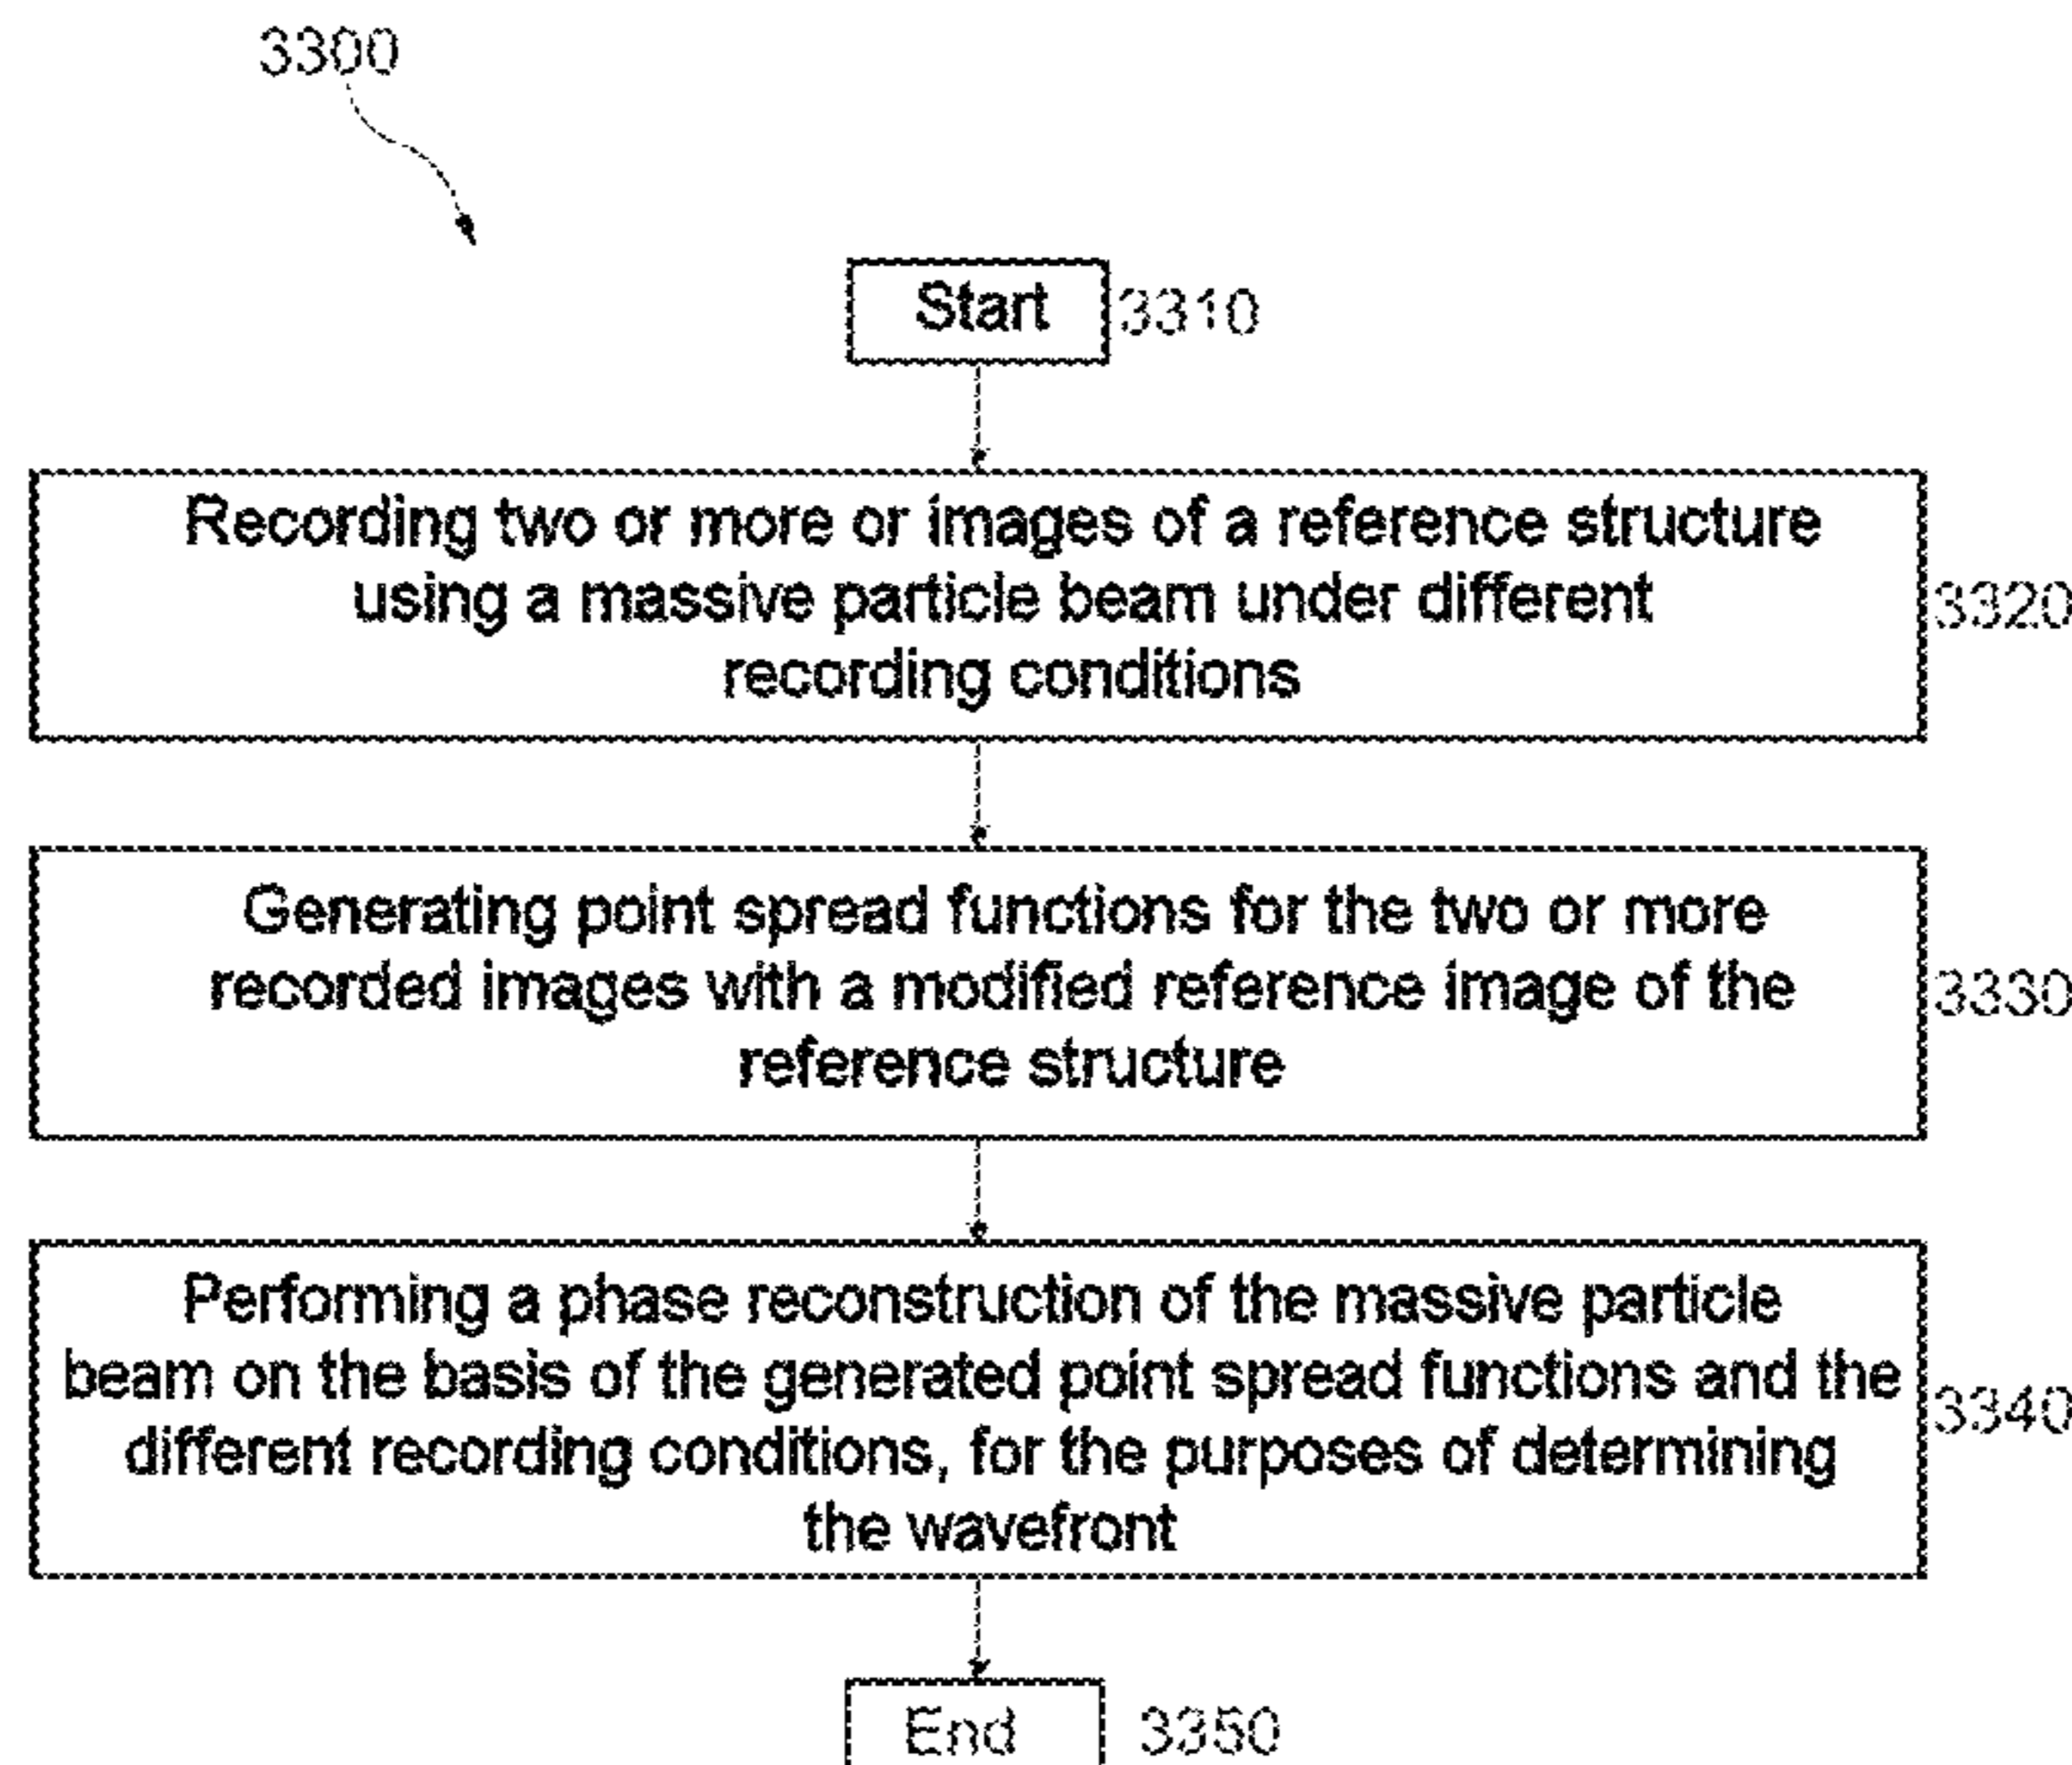 3300
Start 3310
Recording two or more or images of a reference structure
using a massive particle beam under different
recording conditions
3320
Generating point spread functions for the two or more
recorded images with a modified reference image of the
reference structure
3330
Performing a phase reconstruction of the massive particle
beam on the basis of the generated point spread functions and the
different recording conditions, for the purposes of determining
the wavefront
3340
End 3350